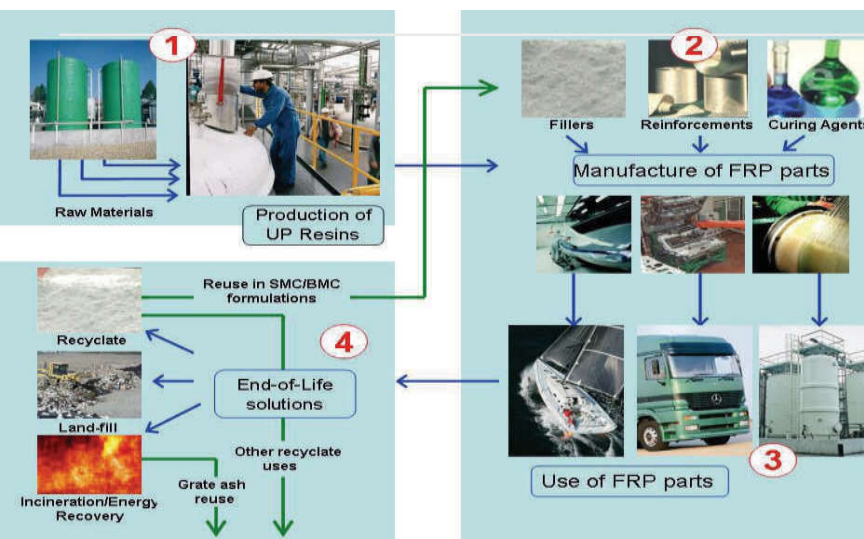 1
Raw Materials
Production of
UP Resins
2
Fillers
Reinforcements
Curing Agents
Manufacture of FRP parts
3
Use of FRP parts
4
Reuse in SMC/BMC
formulations
Recyclate
End-of-Life
solutions
Land-fill
Other recyclate
uses
Grate ash
reuse
Incineration/Energy
Recovery